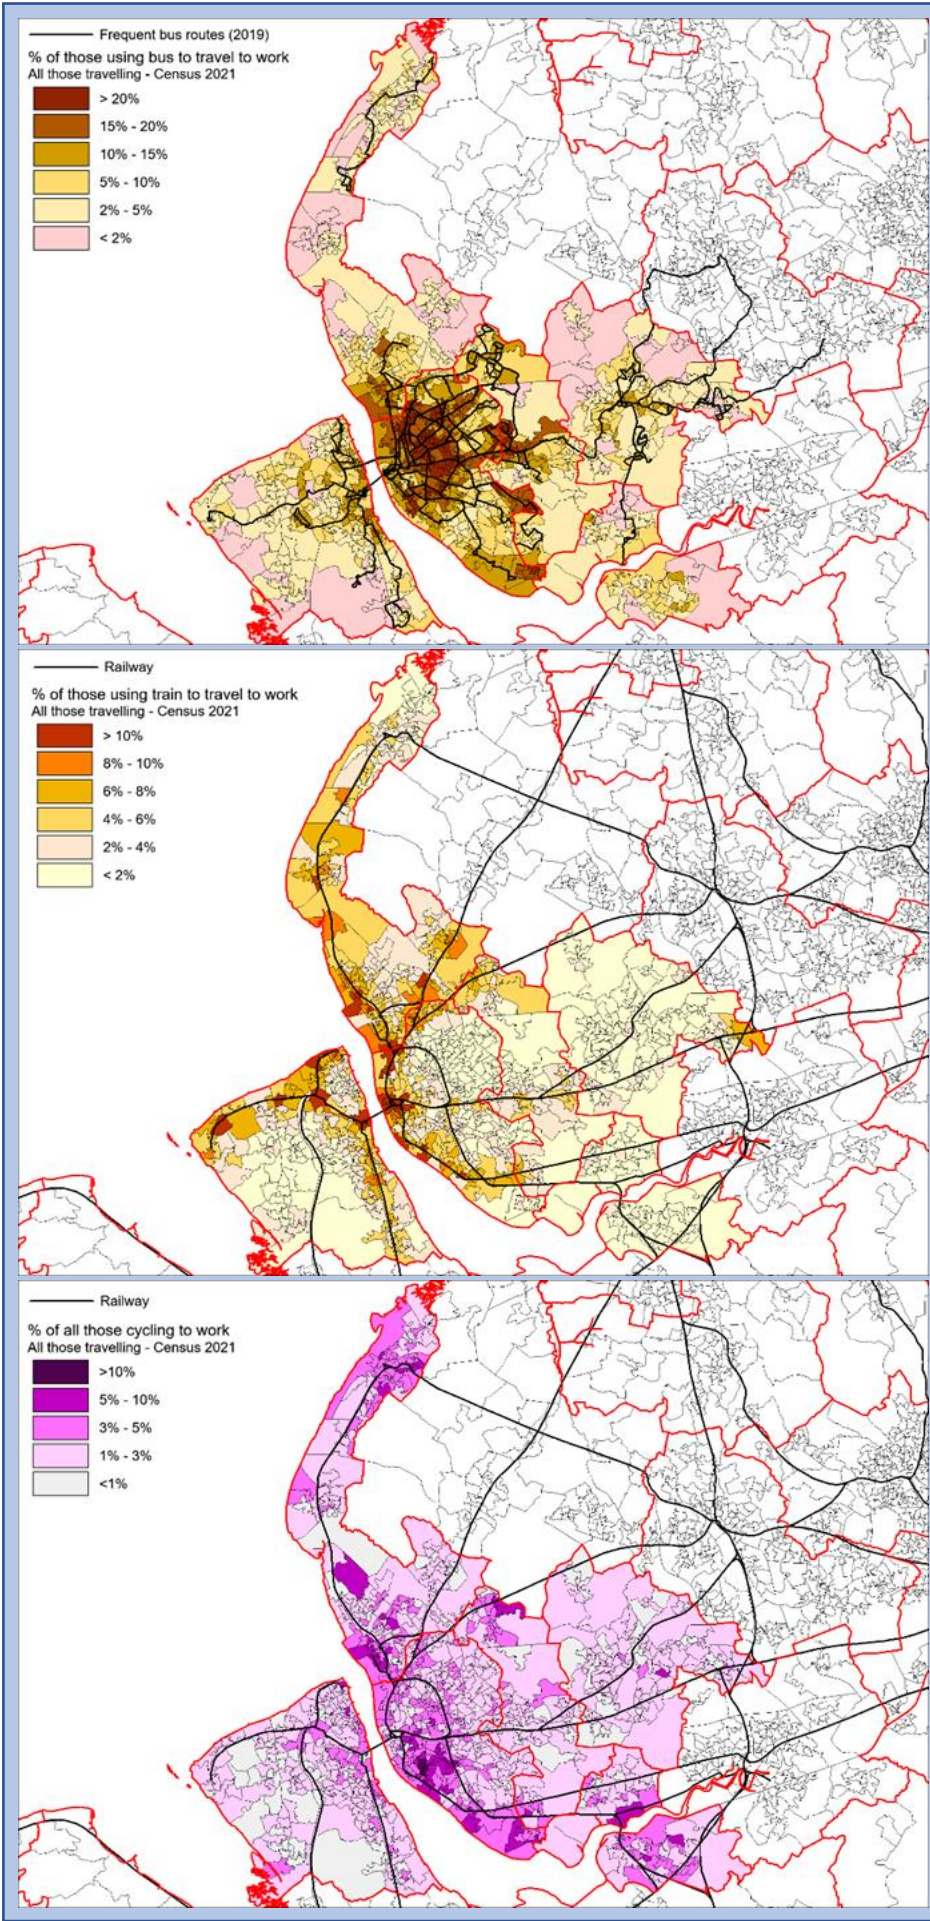 Frequent bus routes (2019)
% of those using bus to travel to work
All those travelling - Census 2021
> 20%
15% - 20%
10% - 15%
5% - 10%
2% - 5%
< 2%
Railway
% of those using train to travel to work
All those travelling - Census 2021
> 10%
8% - 10%
6% - 8%
4% - 6%
2% - 4%
< 2%
Railway
% of all those cycling to work
All those travelling - Census 2021
>10%
5% - 10%
3% - 5%
1% - 3%
<1%